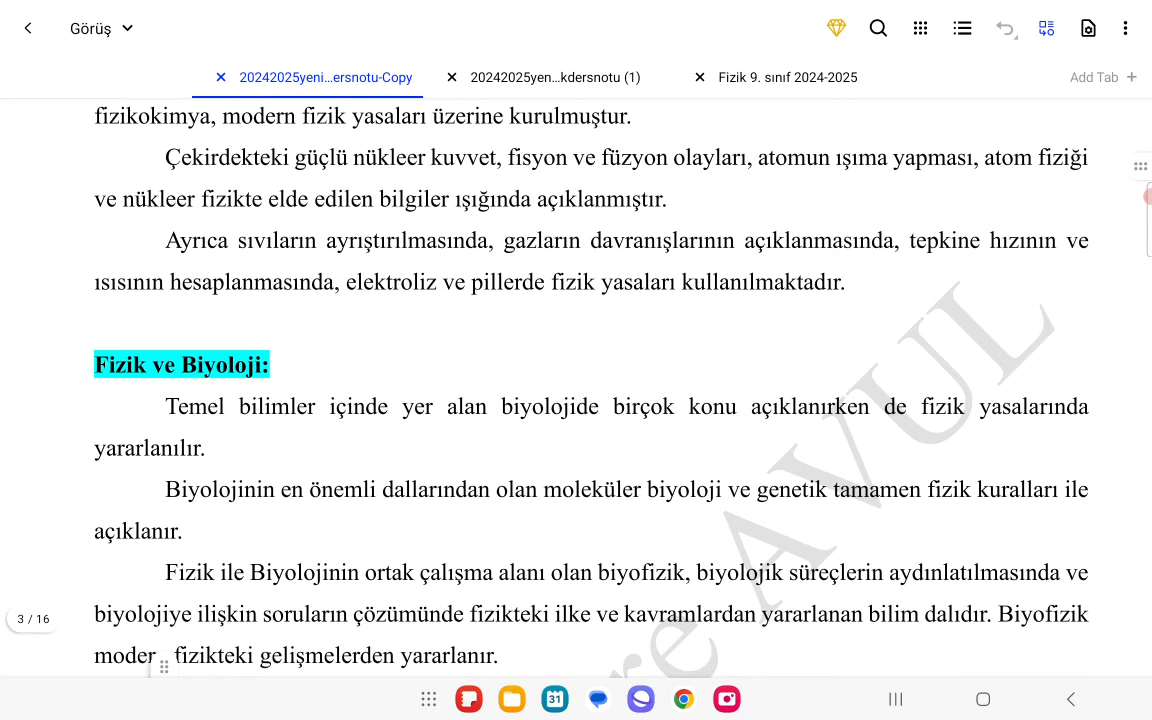 Görüş
20242025yeni...ersnotu-Copy
20242025yen...kdersnotu (1)
Fizik 9. sınıf 2024-2025
Add Tab +
fizikokimya, modern fizik yasaları üzerine kurulmuştur.
Çekirdekteki güçlü nükleer kuvvet, fisyon ve füzyon olayları, atomun ışıma yapması, atom fiziği
ve nükleer fizikte elde edilen bilgiler ışığında açıklanmıştır.
Ayrıca sıvıların ayrıştırılmasında, gazların davranışlarının açıklanmasında, tepkine hızının ve
ısısının hesaplanmasında, elektroliz ve pillerde fizik yasaları kullanılmaktadır.
Fizik ve Biyoloji:
Temel bilimler içinde yer alan biyolojide birçok konu açıklanırken de fizik yasalarında
yararlanılır.
Biyolojinin en önemli dallarından olan moleküler biyoloji ve genetik tamamen fizik kuralları ile
açıklanır.
Fizik ile Biyolojinin ortak çalışma alanı olan biyofizik, biyolojik süreçlerin aydınlatılmasında ve
biyolojiye ilişkin soruların çözümünde fizikteki ilke ve kavramlardan yararlanan bilim dalıdır. Biyofizik
moder fizikteki gelişmelerden yararlanır.
3 / 16
re AVUL
31